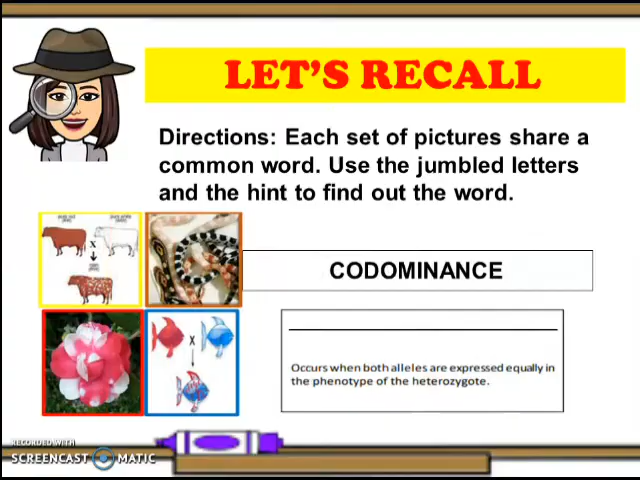 LET'S RECALL
Directions: Each set of pictures share a
common word. Use the jumbled letters
and the hint to find out the word.
X
CODOMINANCE
X
Occurs when both alleles are expressed equally in
the phenotype of the heterozygote.
RECORDED WITH
SCREENCAST MATIC